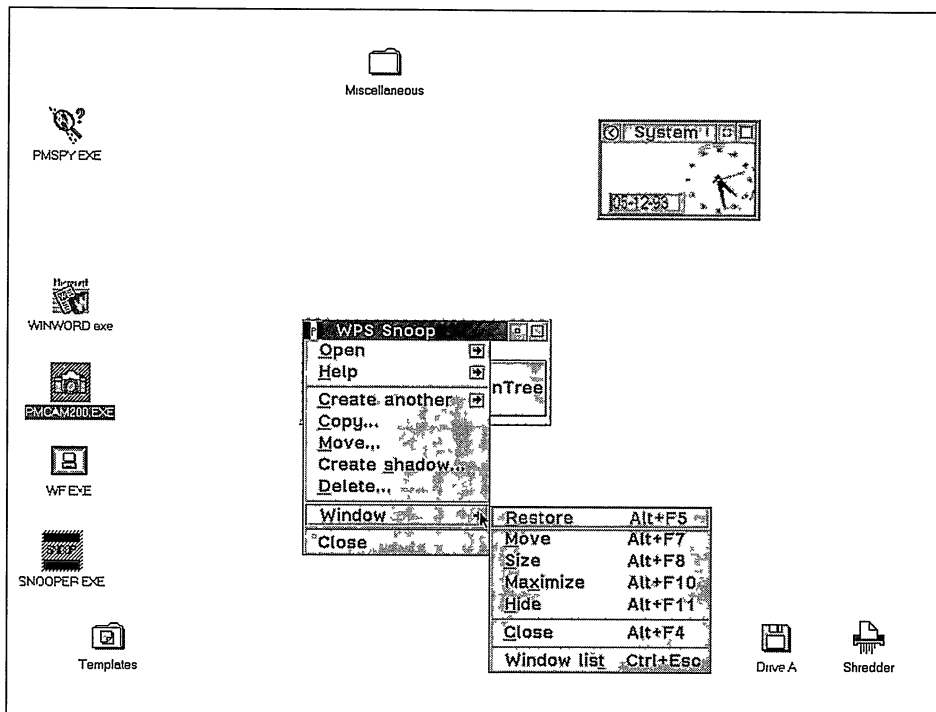 Miscellaneous
PMSPY EXE
System
05-12-93
WINWORD exe
WPS Snoop
Open
Help
nTree
Create another
Copy...
Move...
Create shadow...
Delete...
PMCAM200.EXE
WF EXE
Window
Close
Restore Alt+F5
Move Alt+F7
Size Alt+F8
Maximize Alt+F10
Hide Alt+F11
Close Alt+F4
Window list Ctrl+Esc
SNOOPER EXE
Templates
Drive A
Shredder